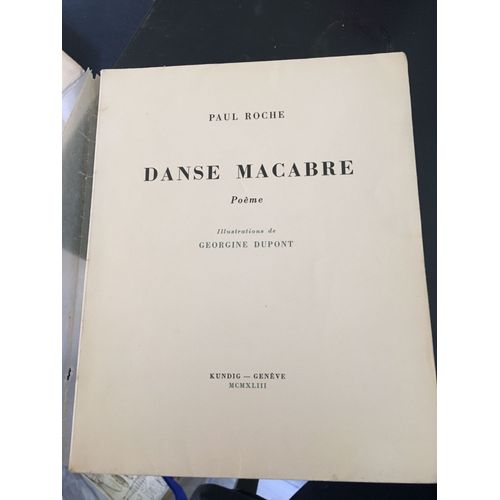 PAUL ROCHE
DANSE MACABRE
Poème
Illustrations de
GEORGINE DUPONT
KUNDIG — GENÈVE
MCMXLIII